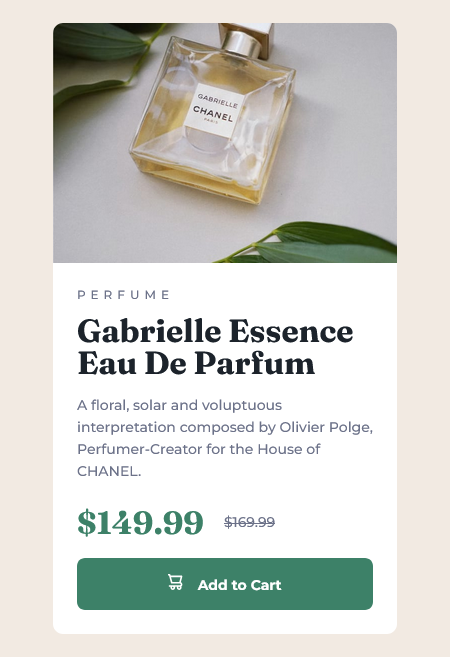 GABRIELLE
CHANEL
PARIS
PERFUME
Gabrielle Essence
Eau De Parfum
A floral, solar and voluptuous
interpretation composed by Olivier Polge,
Perfumer-Creator for the House of
CHANEL.
$149.99 $169.99
Add to Cart